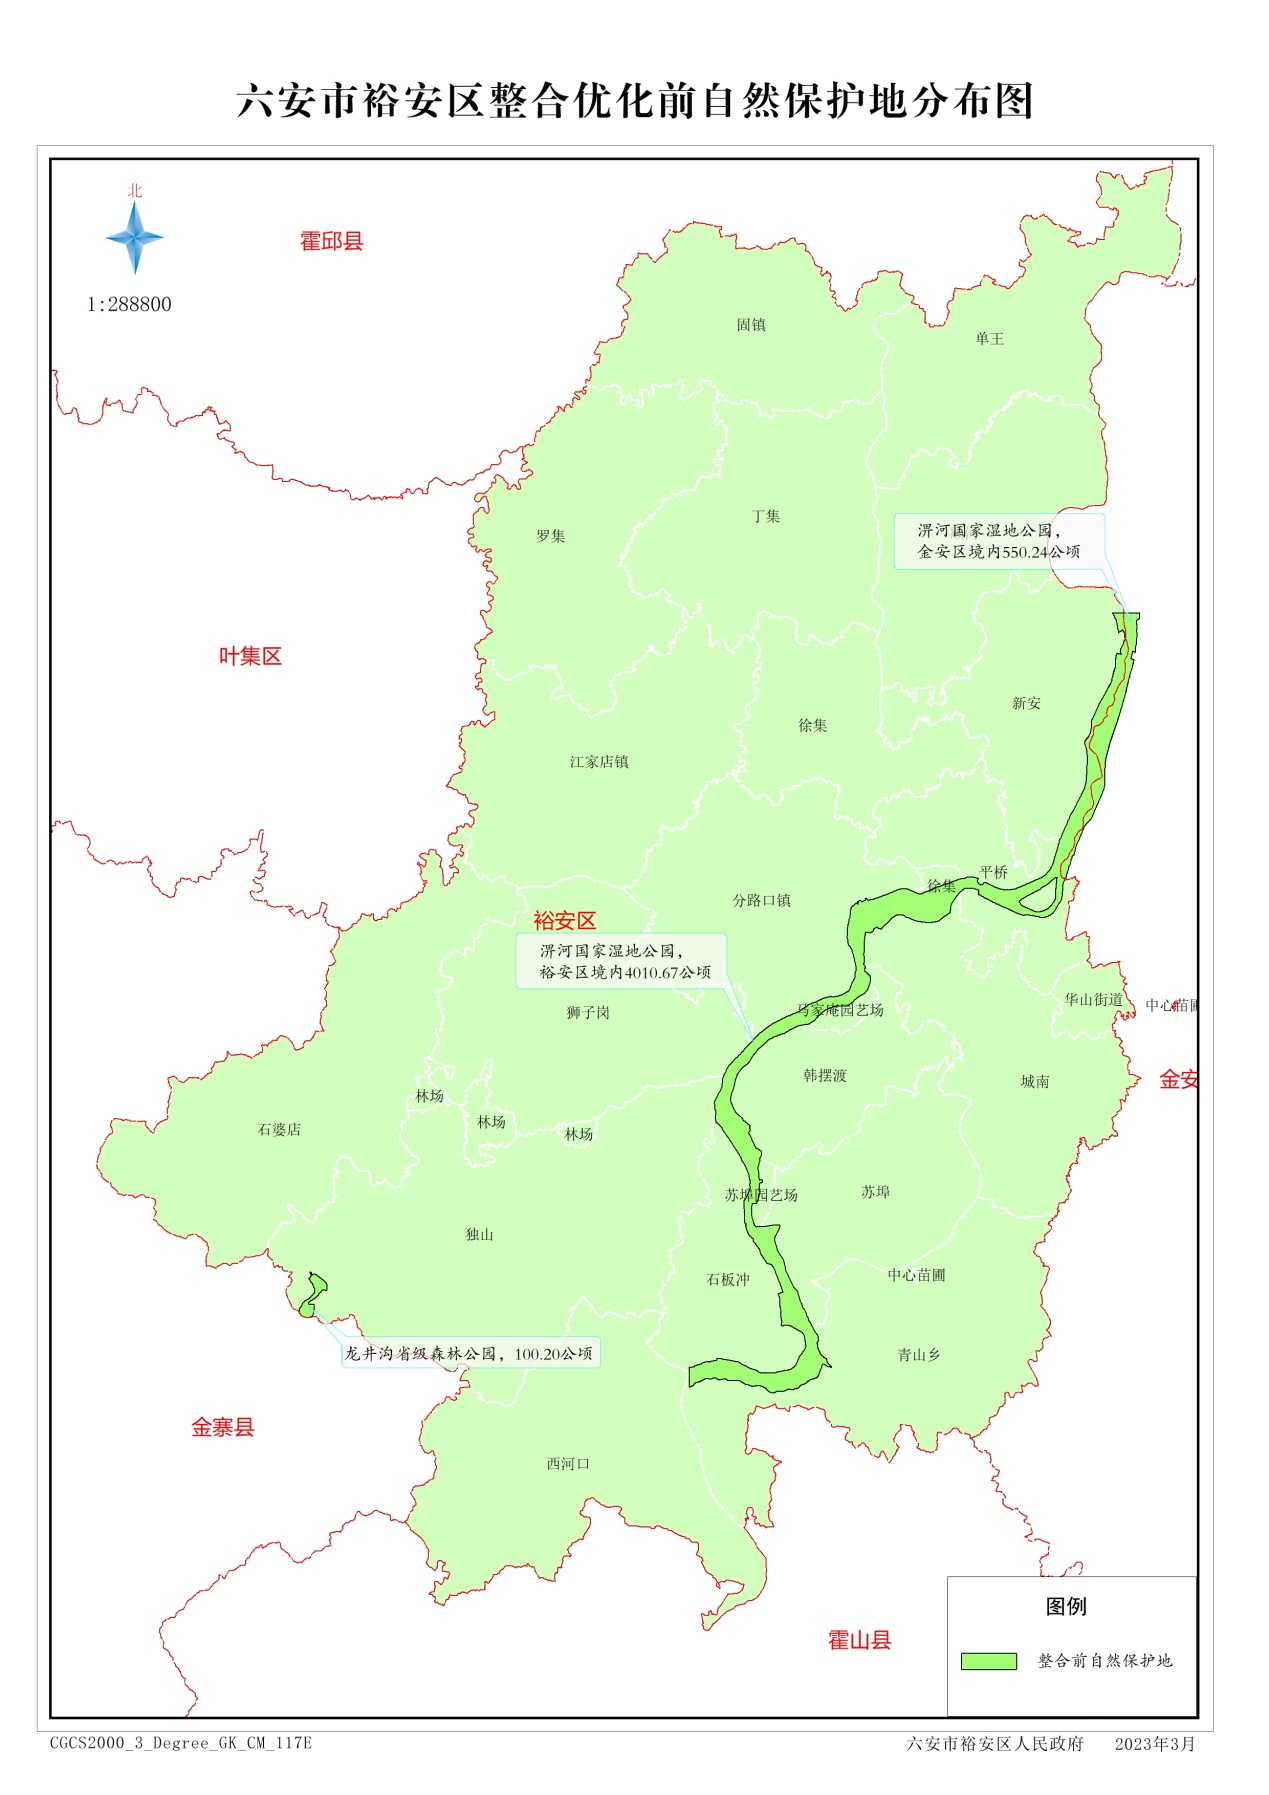 六安市裕安区整合优化前自然保护地分布图
北
1:288800
霍邱县
固镇
单王
罗集
丁集
淠河国家湿地公园，
金安区境内550.24公顷
叶集区
新安
徐集
江家店镇
平桥
徐集
分路口镇
裕安区
淠河国家湿地公园，
裕安区境内4010.67公顷
狮子岗
马家庵园艺场
华山街道
中心苗圃
韩摆渡
城南
金安
林场
林场
林场
石婆店
苏埠园艺场
苏埠
独山
石板冲
中心苗圃
龙井沟省级森林公园，100.20公顷
青山乡
金寨县
西河口
霍山县
图例
整合前自然保护地
CGCS2000_3_Degree_GK_CM_117E
六安市裕安区人民政府 2023年3月